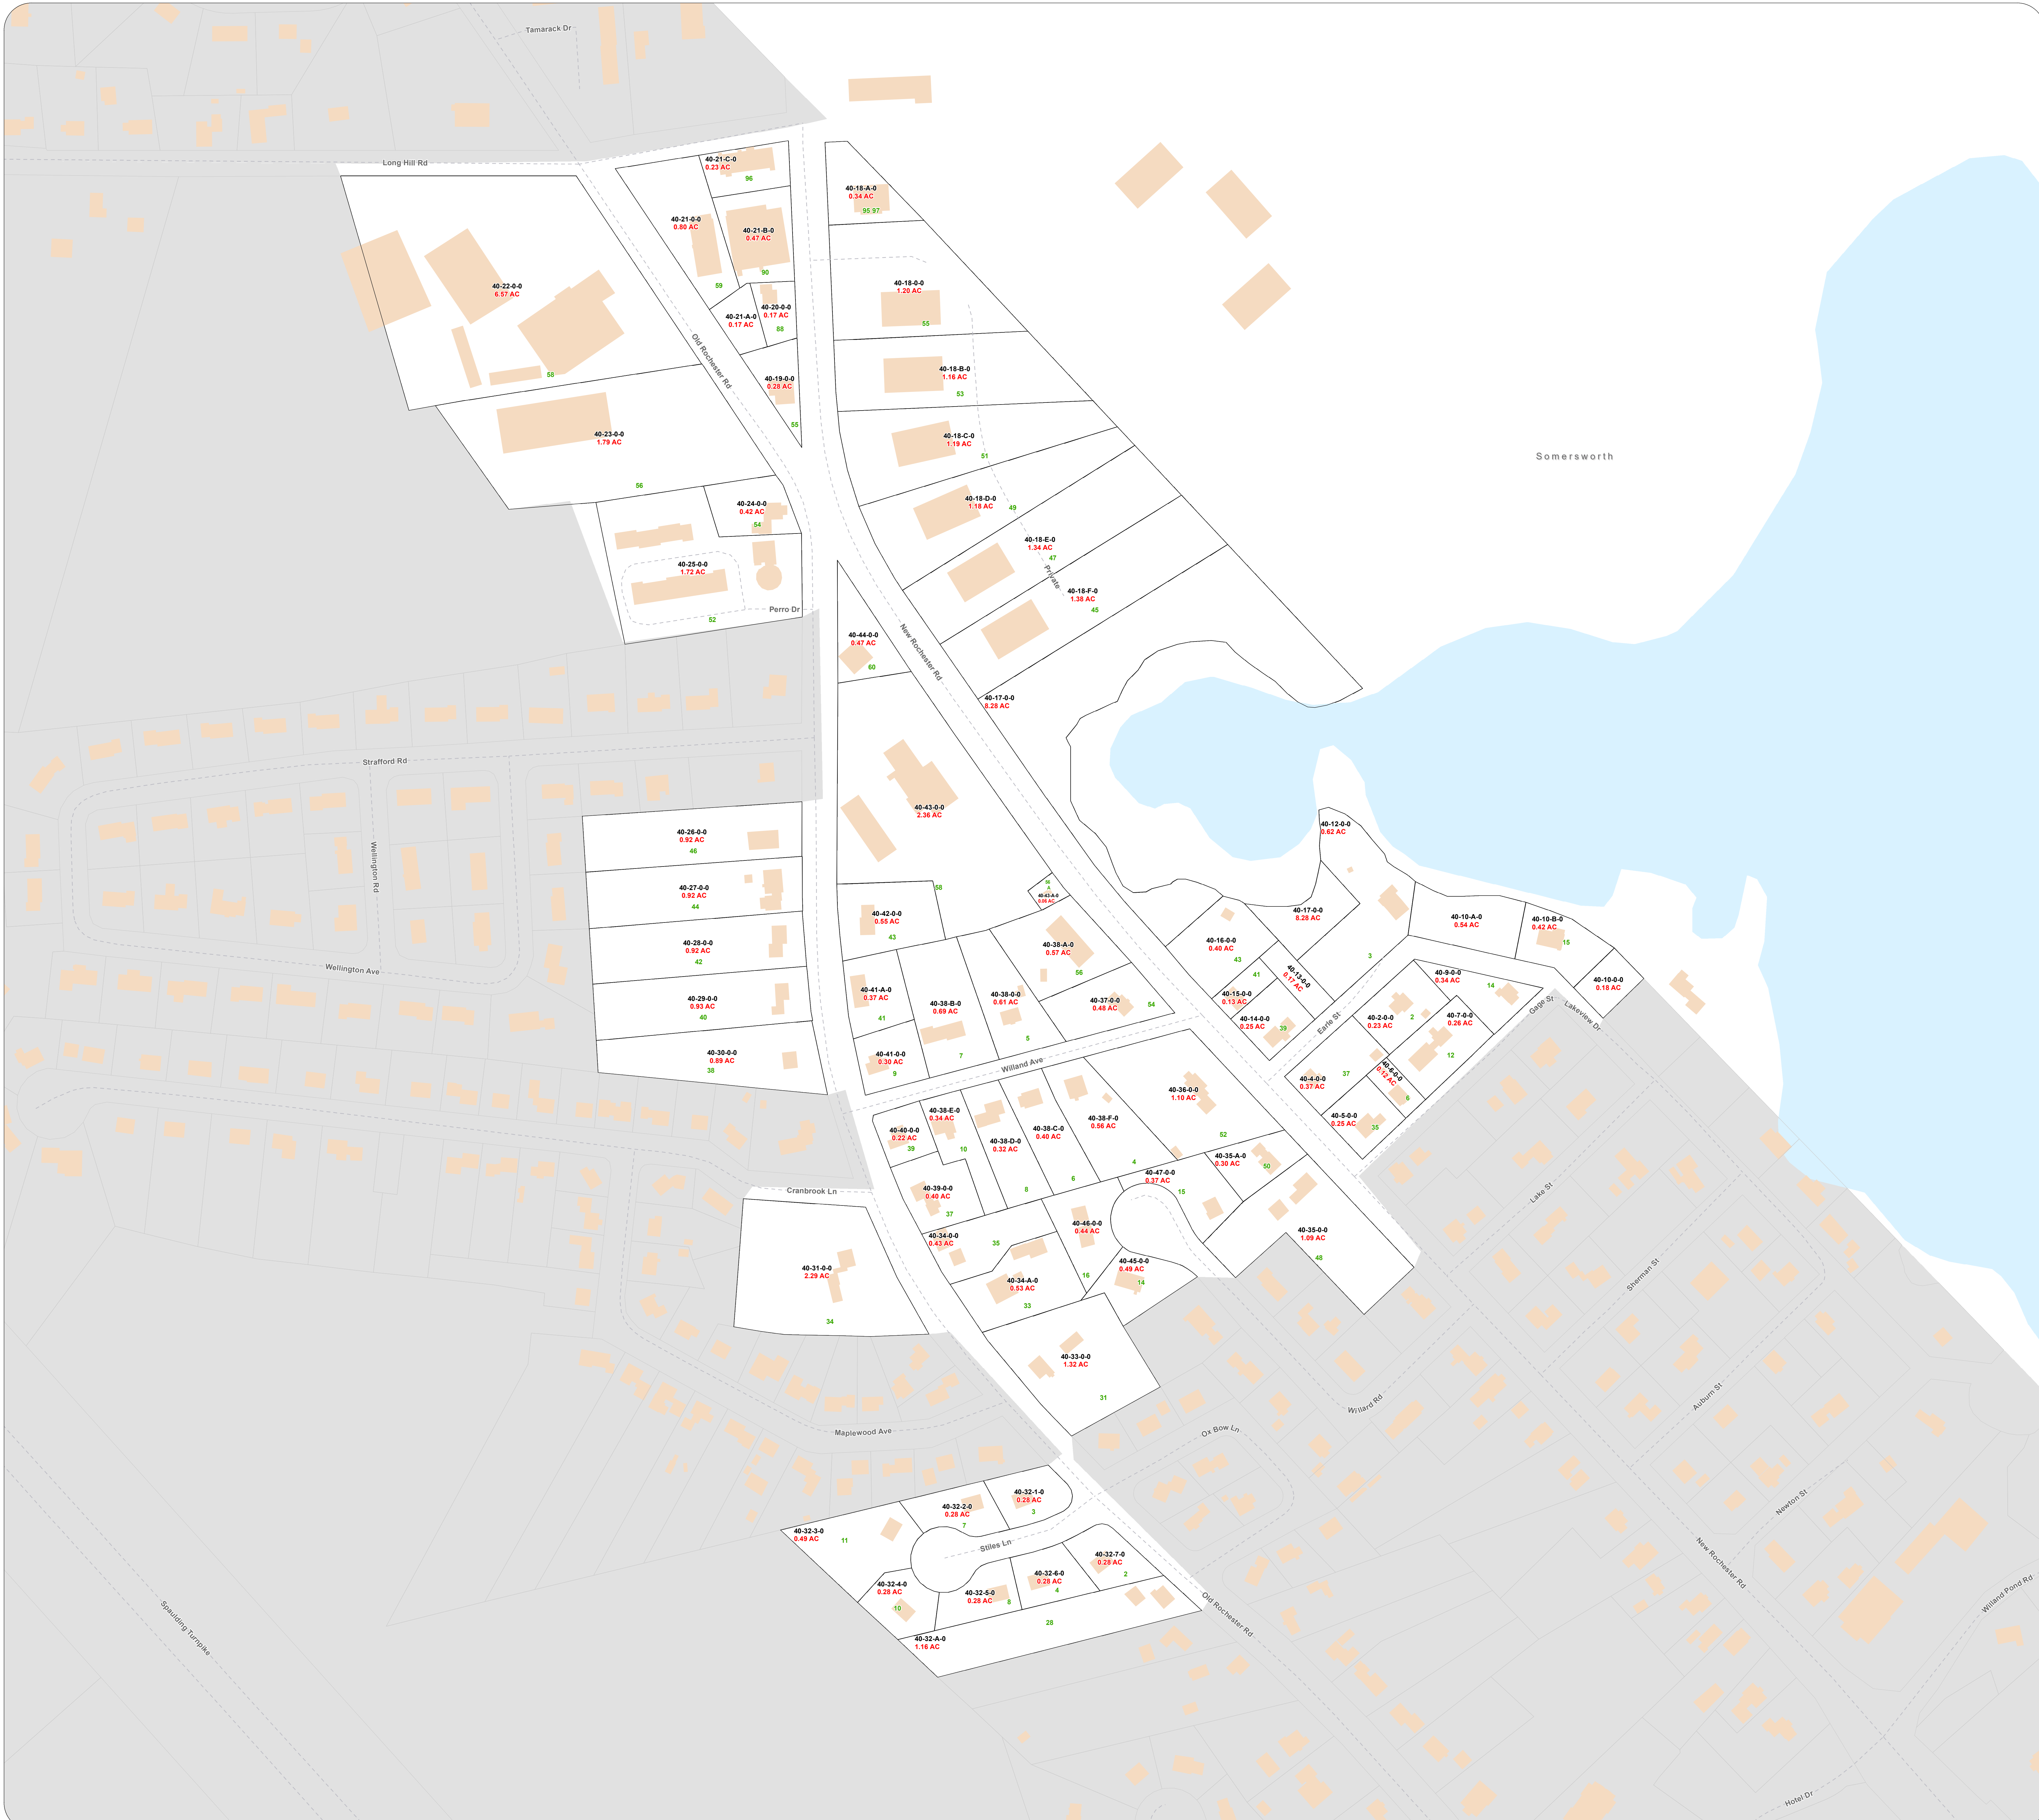 Tamarack Dr
Long Hill Rd
40-21-C-0
0.23 AC
96
40-18-A-0
0.34 AC
95 97
40-21-0-0
0.80 AC
59
40-21-B-0
0.47 AC
90
40-22-0-0
6.57 AC
58
40-18-0-0
1.20 AC
55
40-21-A-0
0.17 AC
40-20-0-0
0.17 AC
88
Old Rochester Rd
40-19-0-0
0.28 AC
55
40-18-B-0
1.16 AC
53
40-23-0-0
1.79 AC
56
40-18-C-0
1.19 AC
51
Somersworth
40-24-0-0
0.42 AC
54
40-18-D-0
1.18 AC
49
40-18-E-0
1.34 AC
47
Private
40-25-0-0
1.72 AC
52
Perro Dr
40-18-F-0
1.38 AC
45
40-44-0-0
0.47 AC
60
New Rochester Rd
40-17-0-0
8.28 AC
Strafford Rd
40-43-0-0
2.36 AC
58
40-12-0-0
0.62 AC
3
40-26-0-0
0.92 AC
46
Wellington Rd
40-27-0-0
0.92 AC
44
56
A
40-43-A-0
0.06 AC
40-42-0-0
0.55 AC
43
40-17-0-0
8.28 AC
40-10-A-0
0.54 AC
40-10-B-0
0.42 AC
15
40-28-0-0
0.92 AC
42
40-38-A-0
0.57 AC
56
40-16-0-0
0.40 AC
43
Wellington Ave
40-13-0-0
0.17 AC
41
40-9-0-0
0.34 AC
14
40-10-0-0
0.18 AC
40-29-0-0
0.93 AC
40
40-41-A-0
0.37 AC
41
40-38-B-0
0.69 AC
7
40-38-0-0
0.61 AC
5
40-37-0-0
0.48 AC
54
40-15-0-0
0.13 AC
40-14-0-0
0.25 AC
39
Earle St
40-2-0-0
0.23 AC
2
40-7-0-0
0.26 AC
12
Gage St
Lakeview Dr
40-30-0-0
0.89 AC
38
40-41-0-0
0.30 AC
9
Willand Ave
40-4-0-0
0.37 AC
37
40-6-0-0
0.12 AC
6
40-5-0-0
0.25 AC
35
40-36-0-0
1.10 AC
52
40-38-E-0
0.34 AC
10
40-40-0-0
0.22 AC
39
40-38-D-0
0.32 AC
8
40-38-C-0
0.40 AC
6
40-38-F-0
0.56 AC
4
40-35-A-0
0.30 AC
50
40-47-0-0
0.37 AC
15
Cranbrook Ln
40-39-0-0
0.40 AC
37
Lake St
40-34-0-0
0.43 AC
35
40-46-0-0
0.44 AC
16
40-35-0-0
1.09 AC
48
40-31-0-0
2.29 AC
34
40-34-A-0
0.53 AC
33
40-45-0-0
0.49 AC
14
Sherman St
40-33-0-0
1.32 AC
31
Willard Rd
Auburn St
Maplewood Ave
Ox Bow Ln
40-32-1-0
0.28 AC
3
40-32-2-0
0.28 AC
7
40-32-3-0
0.49 AC
11
Newton St
Stiles Ln
40-32-7-0
0.28 AC
2
40-32-6-0
0.28 AC
4
40-32-5-0
0.28 AC
8
40-32-4-0
0.28 AC
10
New Rochester Rd
Willand Pond Rd
Old Rochester Rd
28
40-32-A-0
1.16 AC
Spaulding Turnpike
Hotel Dr